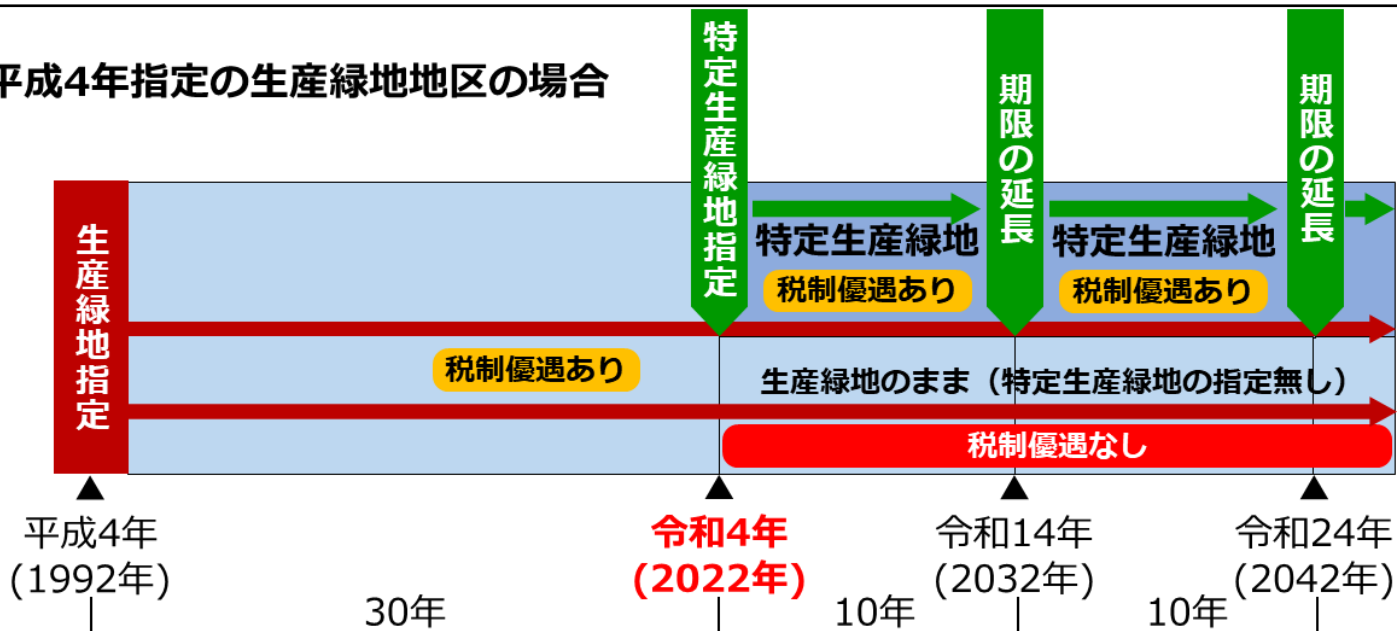 平成4年指定の生産緑地地区の場合
特定生産緑地指定
期限の延長
期限の延長
生産緑地指定
特定生産緑地
特定生産緑地
税制優遇あり
税制優遇あり
税制優遇あり
生産緑地のまま（特定生産緑地の指定無し）
税制優遇なし
平成4年
(1992年)
令和4年
(2022年)
令和14年
(2032年)
令和24年
(2042年)
30年
10年
10年